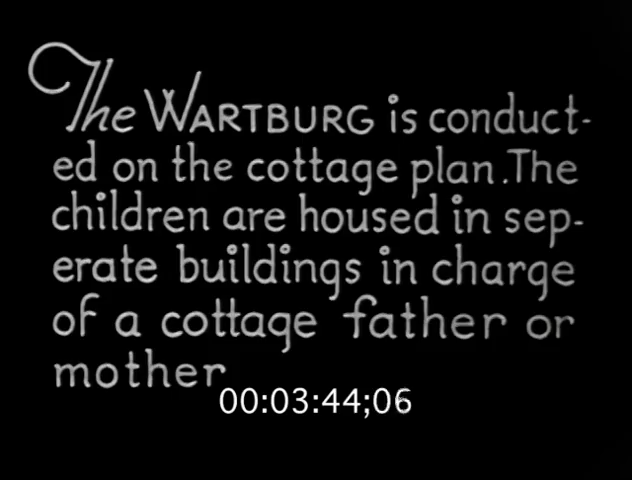 The WARTBURG is conduct-
ed on the cottage plan. The
children are housed in sep-
erate buildings in charge
of a cottage father or
mother
00:03:44;06